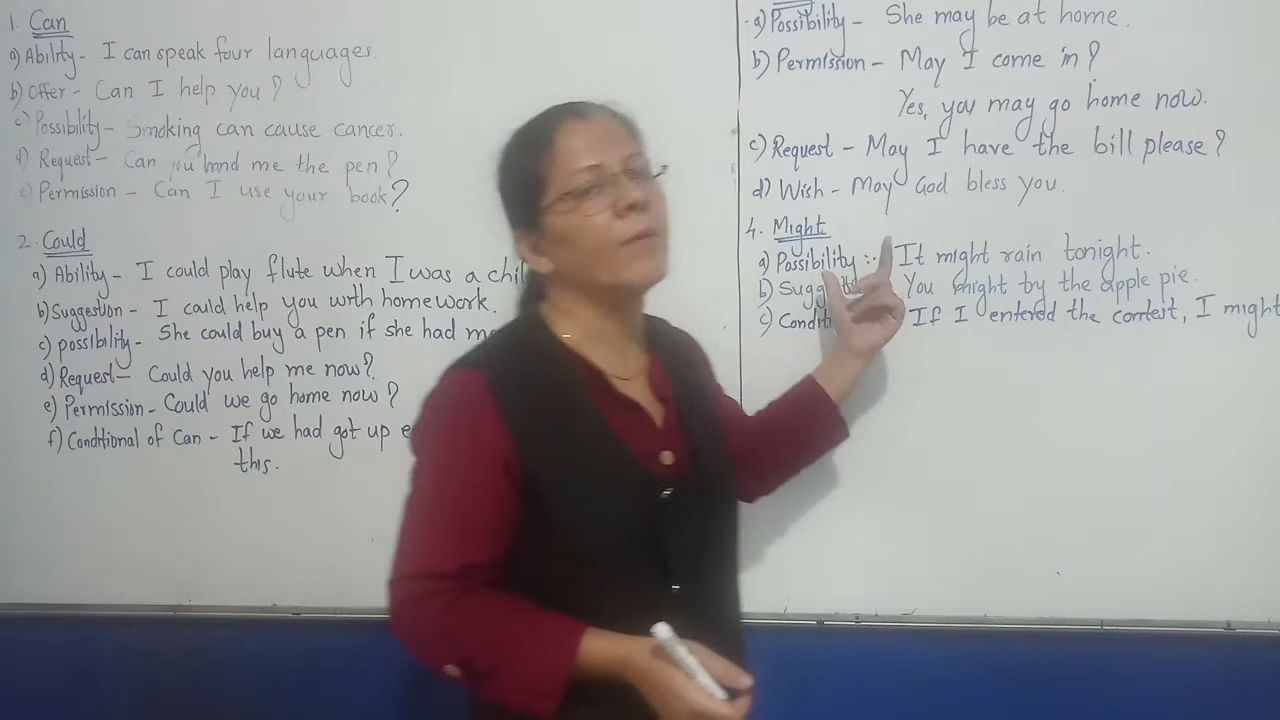 1. Can
a) Ability - I can speak four languages.
b) Offer - Can I help you?
c) Possibility - Smoking can cause cancer.
d) Request - Can you hand me the pen?
Permission - Can I use your book?
2. Could
a) Ability - I could play flute when I was a chil
b) Suggestion - I could help you with homework.
c) possibility - She could buy a pen if she had m
d) Request - Could you help me now?
e) Permission - Could we go home now?
f) Conditional of Can - If we had got up e
this.
a) Possibility - She may be at home.
b) Permission - May I come in?
Yes, you may go home now.
c) Request - May I have the bill please?
d) Wish - May God bless you.
4. Might
a) Possibility :- It might rain tonight.
b) Sugg You might try the apple pie.
c) Condit If I entered the contest, I might